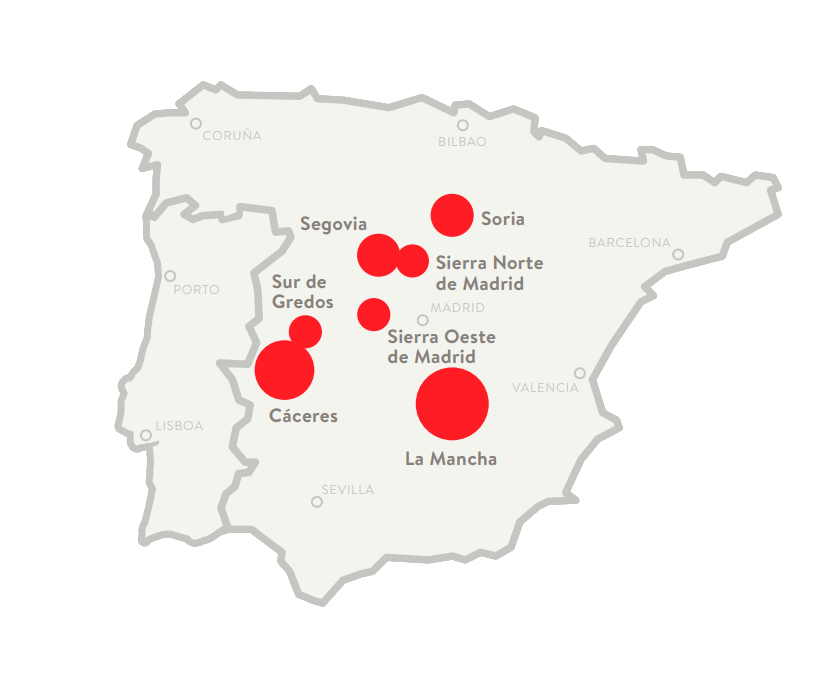 CORUÑA
BILBAO
Segovia
Soria
BARCELONA
Sierra Norte
de Madrid
Sur de
Gredos
PORTO
MADRID
Sierra Oeste
de Madrid
VALENCIA
Cáceres
LISBOA
La Mancha
SEVILLA